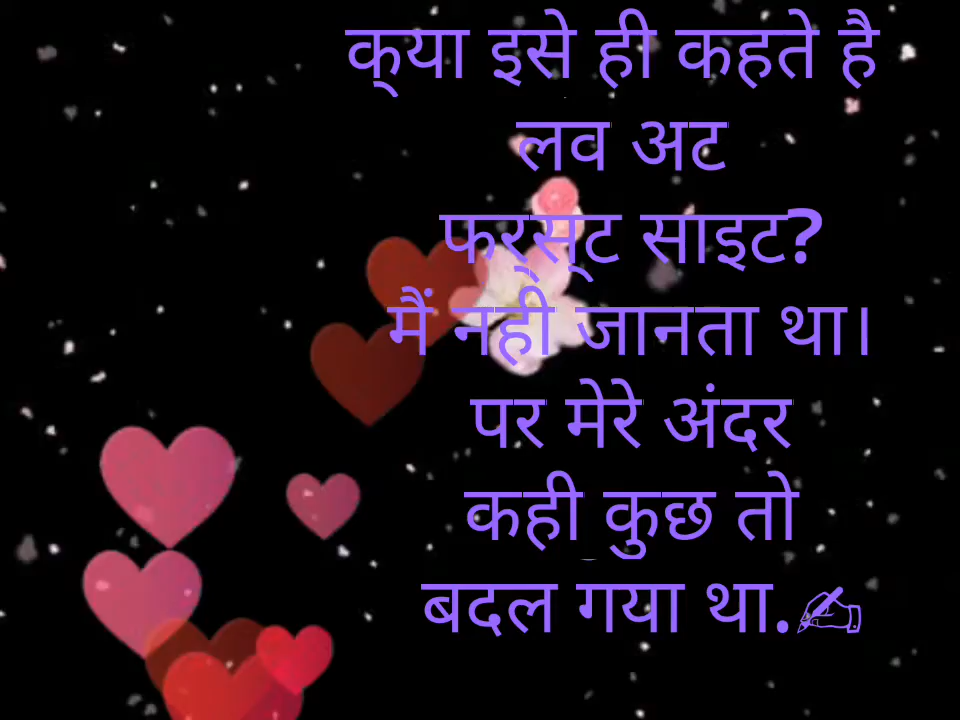 क्या इसे ही कहते है
लव अट
फर्स्ट साइट?
मैं नही जानता था।
पर मेरे अंदर
कही कुछ तो
बदल गया था.✍